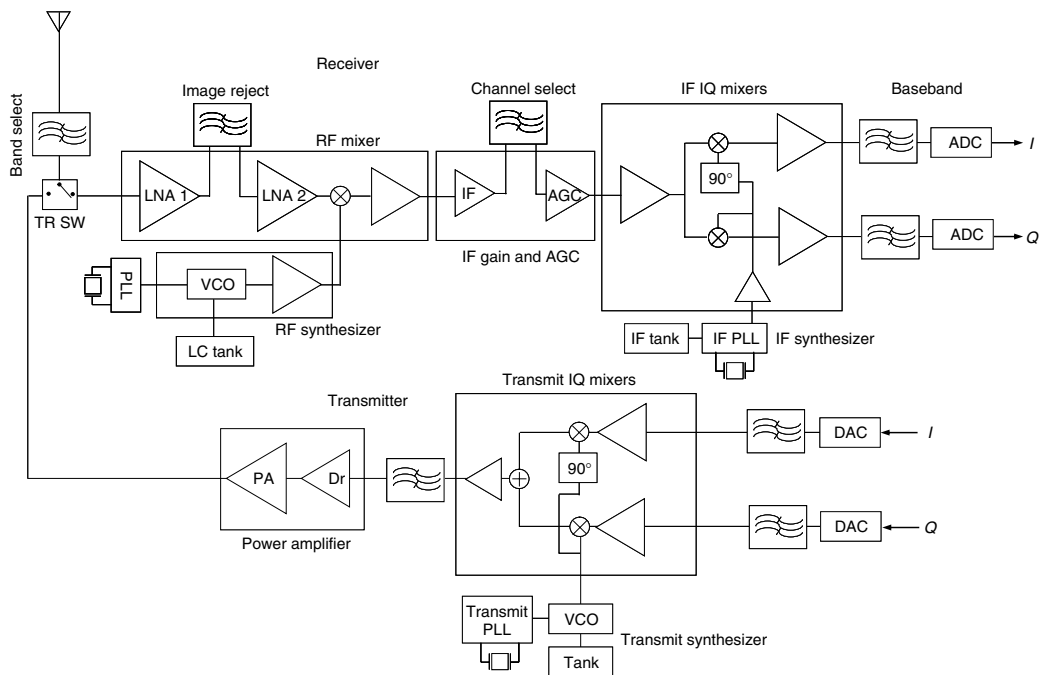 Receiver
Band select
Image reject
Channel select
IF IQ mixers
Baseband
RF mixer
LNA 1
LNA 2
IF
AGC
90°
ADC
I
TR SW
IF gain and AGC
ADC
Q
PLL
VCO
RF synthesizer
LC tank
IF tank
IF PLL
IF synthesizer
Transmitter
Transmit IQ mixers
DAC
I
PA
Dr
90°
DAC
Q
Power amplifier
Transmit
PLL
VCO
Transmit synthesizer
Tank